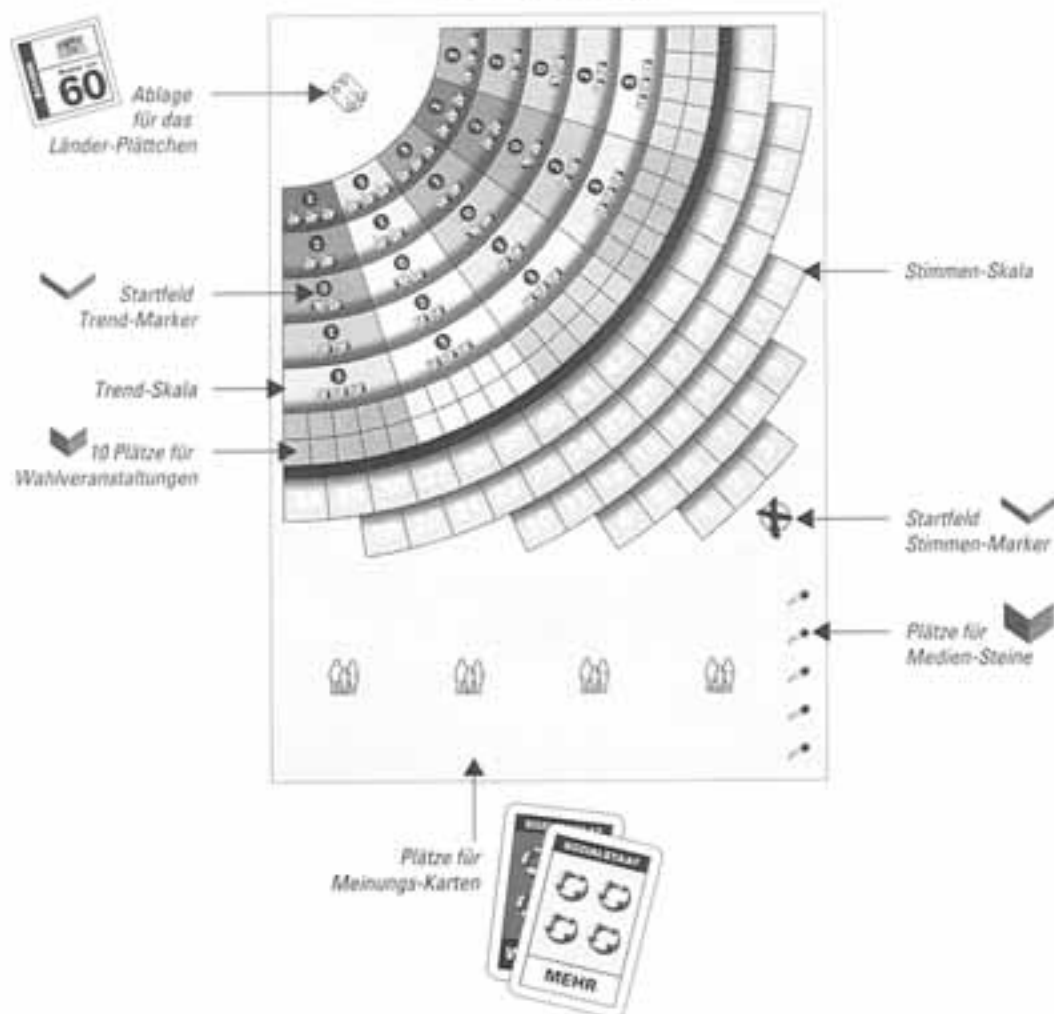 60
Ablage
für das
Länder-Plättchen
Startfeld
Trend-Marker
Trend-Skala
10 Plätze für
Wahlveranstaltungen
Stimmen-Skala
Startfeld
Stimmen-Marker
Plätze für
Medien-Steine
Plätze für
Meinungs-Karten
SOZIALSTAAT
MEHR